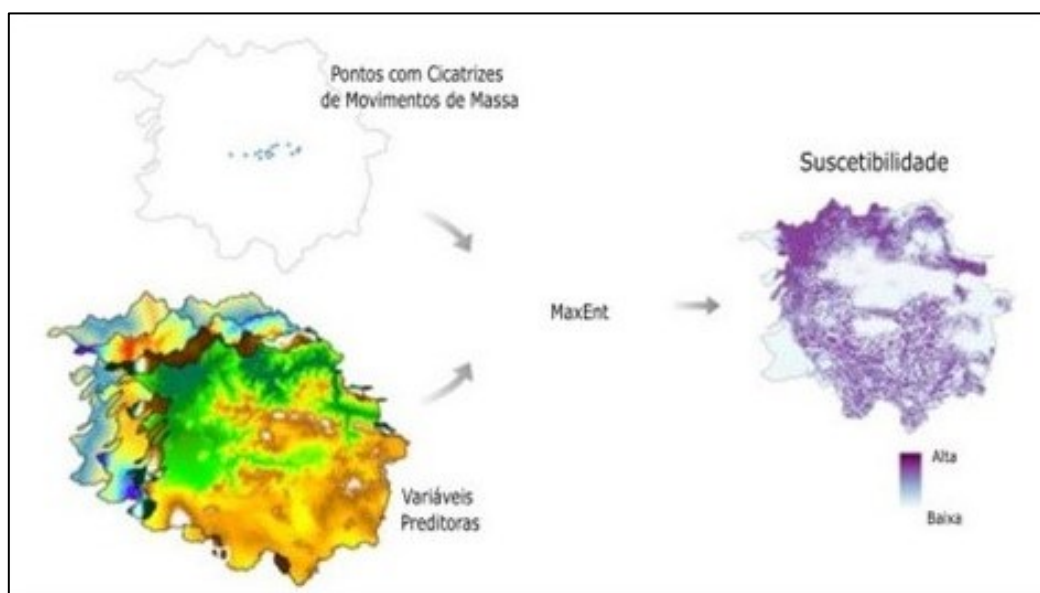 Pontos com Cicatrizes
de Movimentos de Massa
Suscetibilidade
MaxEnt
Alta
Baixa
Variáveis
Preditoras